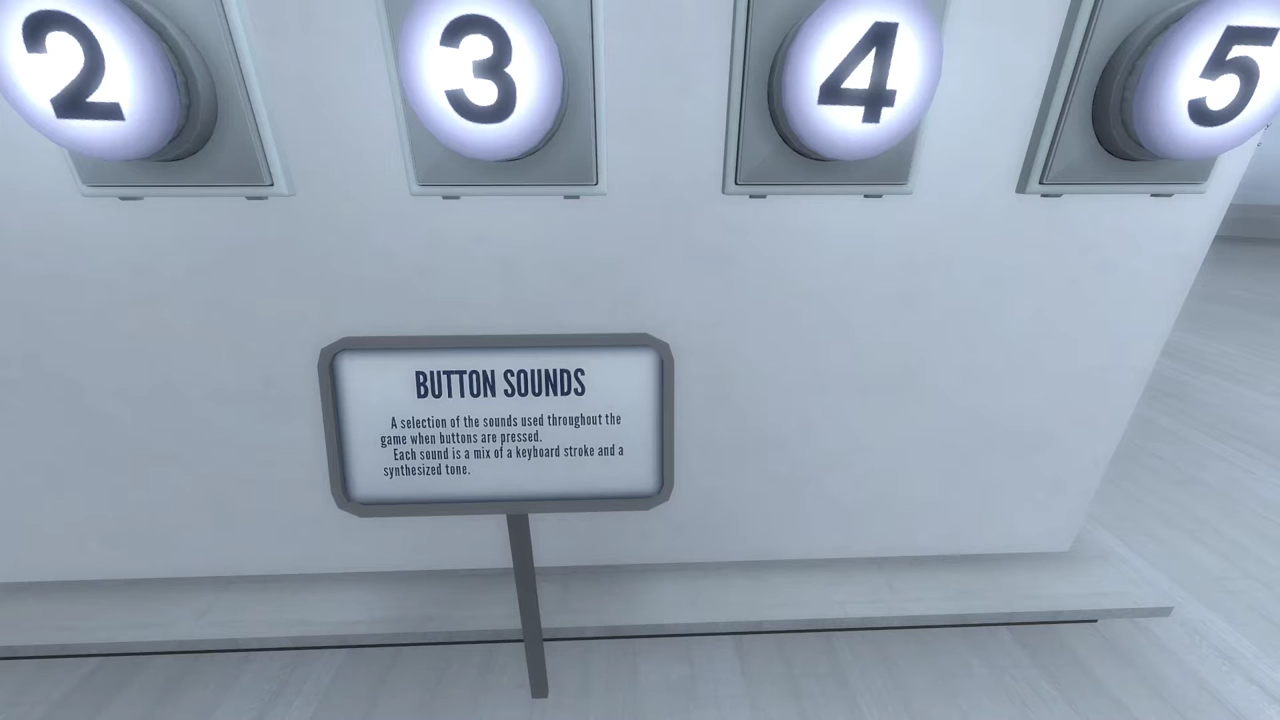 2 3 4 5
BUTTON SOUNDS
A selection of the sounds used throughout the
game when buttons are pressed.
Each sound is a mix of a keyboard stroke and a
synthesized tone.